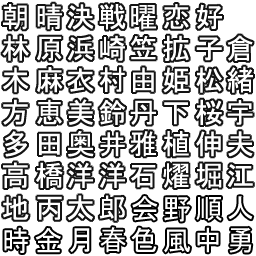 朝晴決戦曜恋好
林原浜崎笠拡子倉
木麻衣村由姫松緒
方恵美鈴丹下桜宇
多田奥井雅植伸夫
高橋洋洋石燿堀江
地丙太郎会野順人
時金月春色風中勇